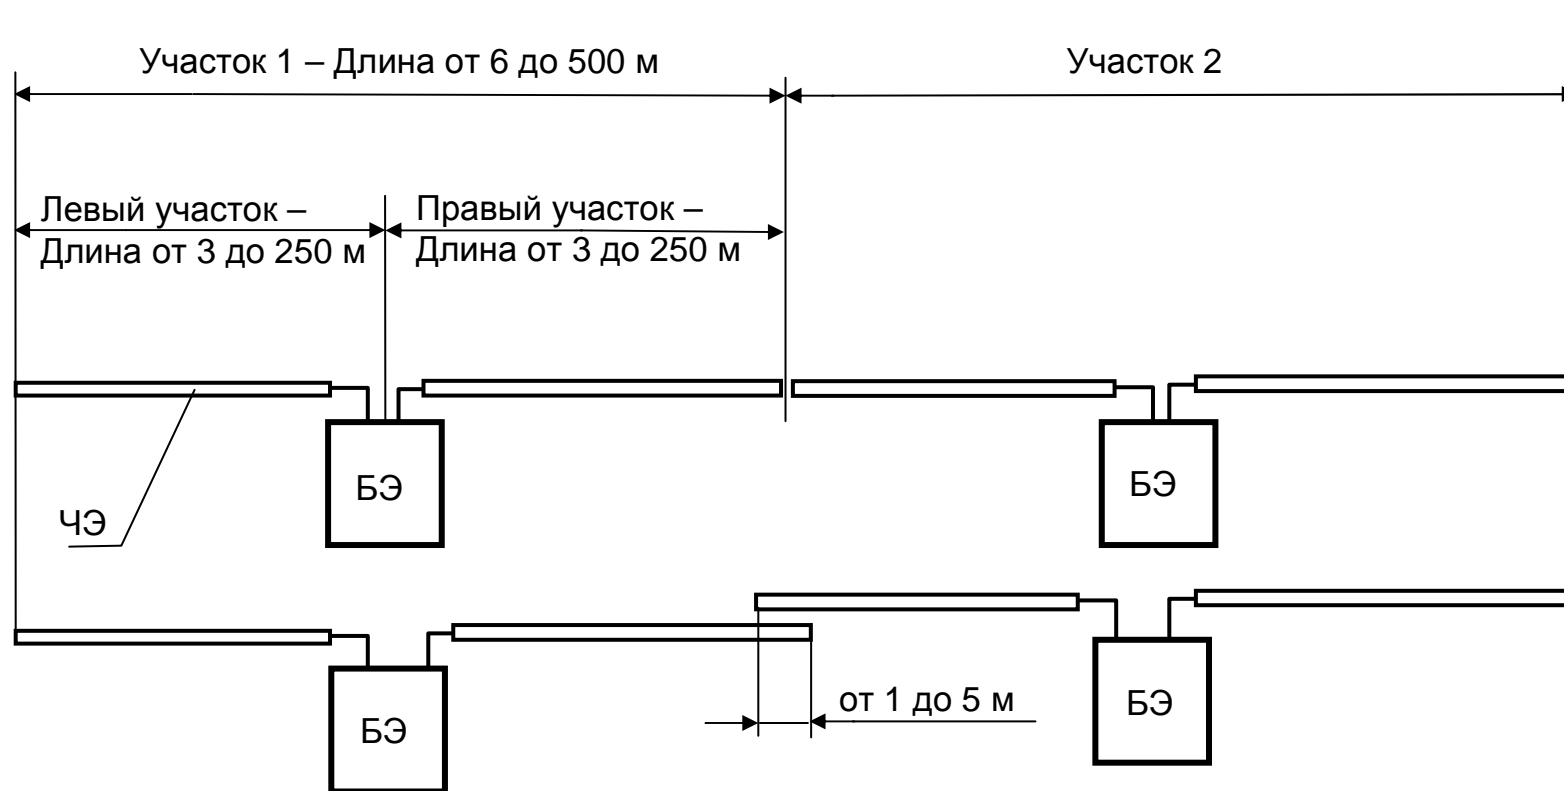 Участок 1 – Длина от 6 до 500 м
Участок 2
Левый участок –
Длина от 3 до 250 м
Правый участок –
Длина от 3 до 250 м
БЭ
БЭ
ЧЭ
от 1 до 5 м
БЭ
БЭ